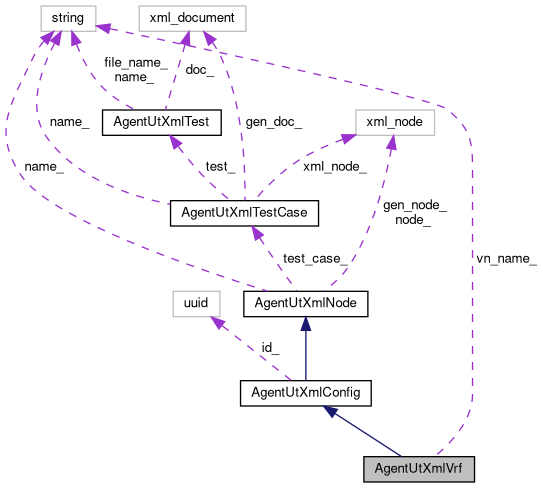 string
xml_document
file_name_
name_
doc_
AgentUtXmlTest
xml_node
name_
gen_doc_
name_
test_
xml_node_
gen_node_
node_
AgentUtXmlTestCase
test_case_
vn_name_
uuid
AgentUtXmlNode
id_
AgentUtXmlConfig
AgentUtXmlVrf